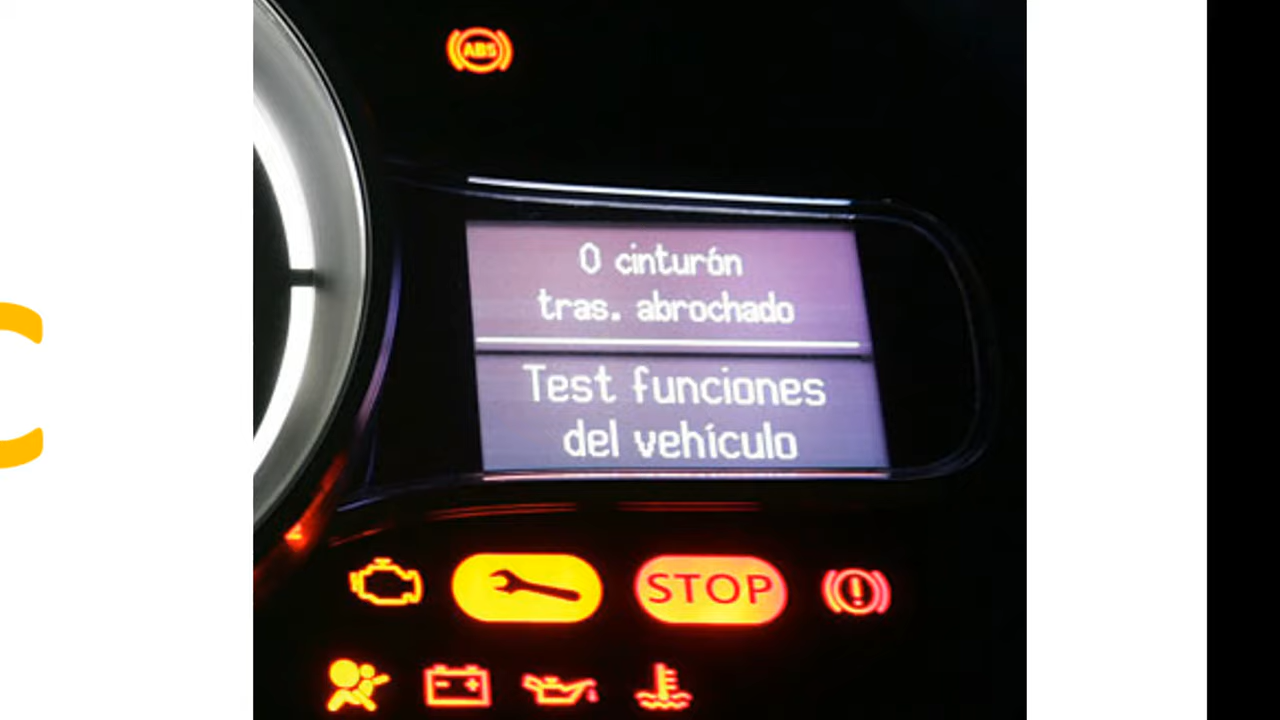 ABS
0 cinturón
tras. abrochado
Test funciones
del vehículo
STOP